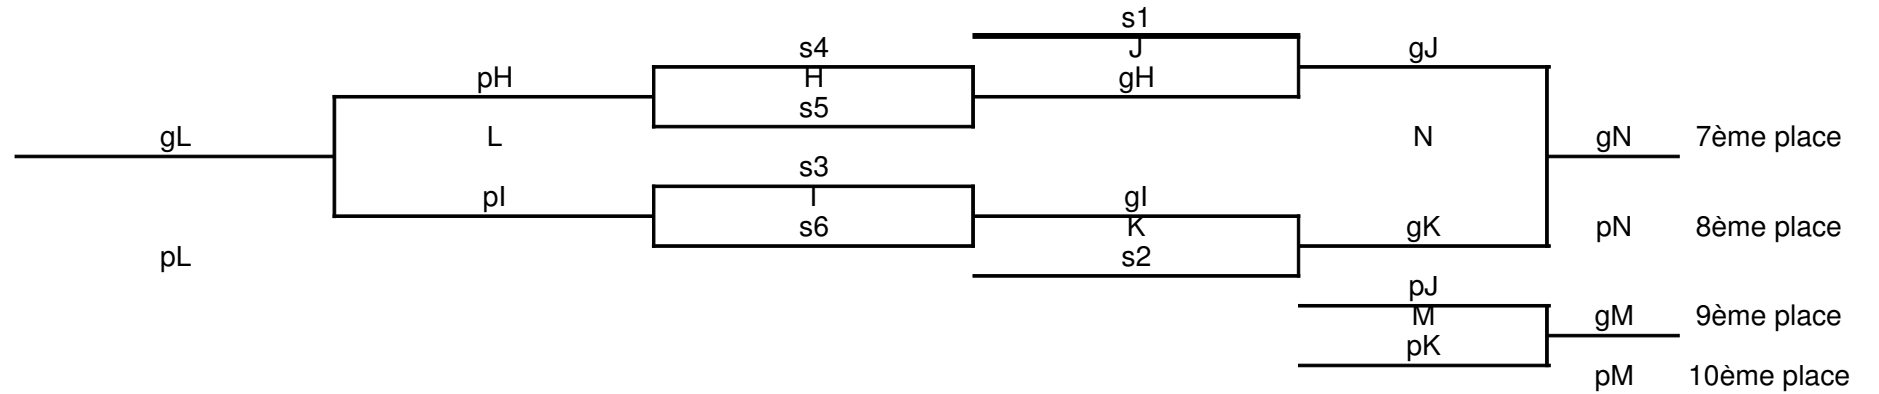 s1
s4 J gJ
pH H gH
s5
gL L N gN 7ème place
s3
pI I gI
s6 K gK pN 8ème place
pL s2
pJ
M gM 9ème place
pK
pM 10ème place